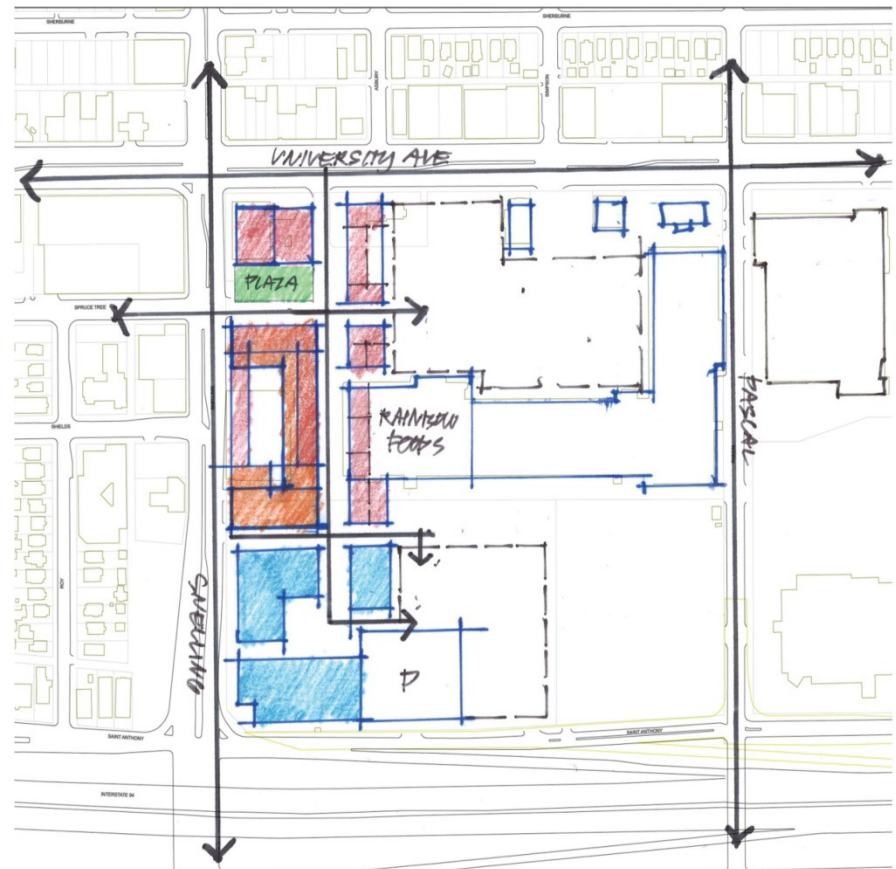 SHERBURNE
SHERBURNE
ASBURY
SIMPSON
UNIVERSITY AVE
PLAZA
SPRUCE TREE
PASCAL
RAINBOW
FOODS
SHIELDS
ROY
SNELLING
P
SAINT ANTHONY
SAINT ANTHONY
INTERSTATE 94